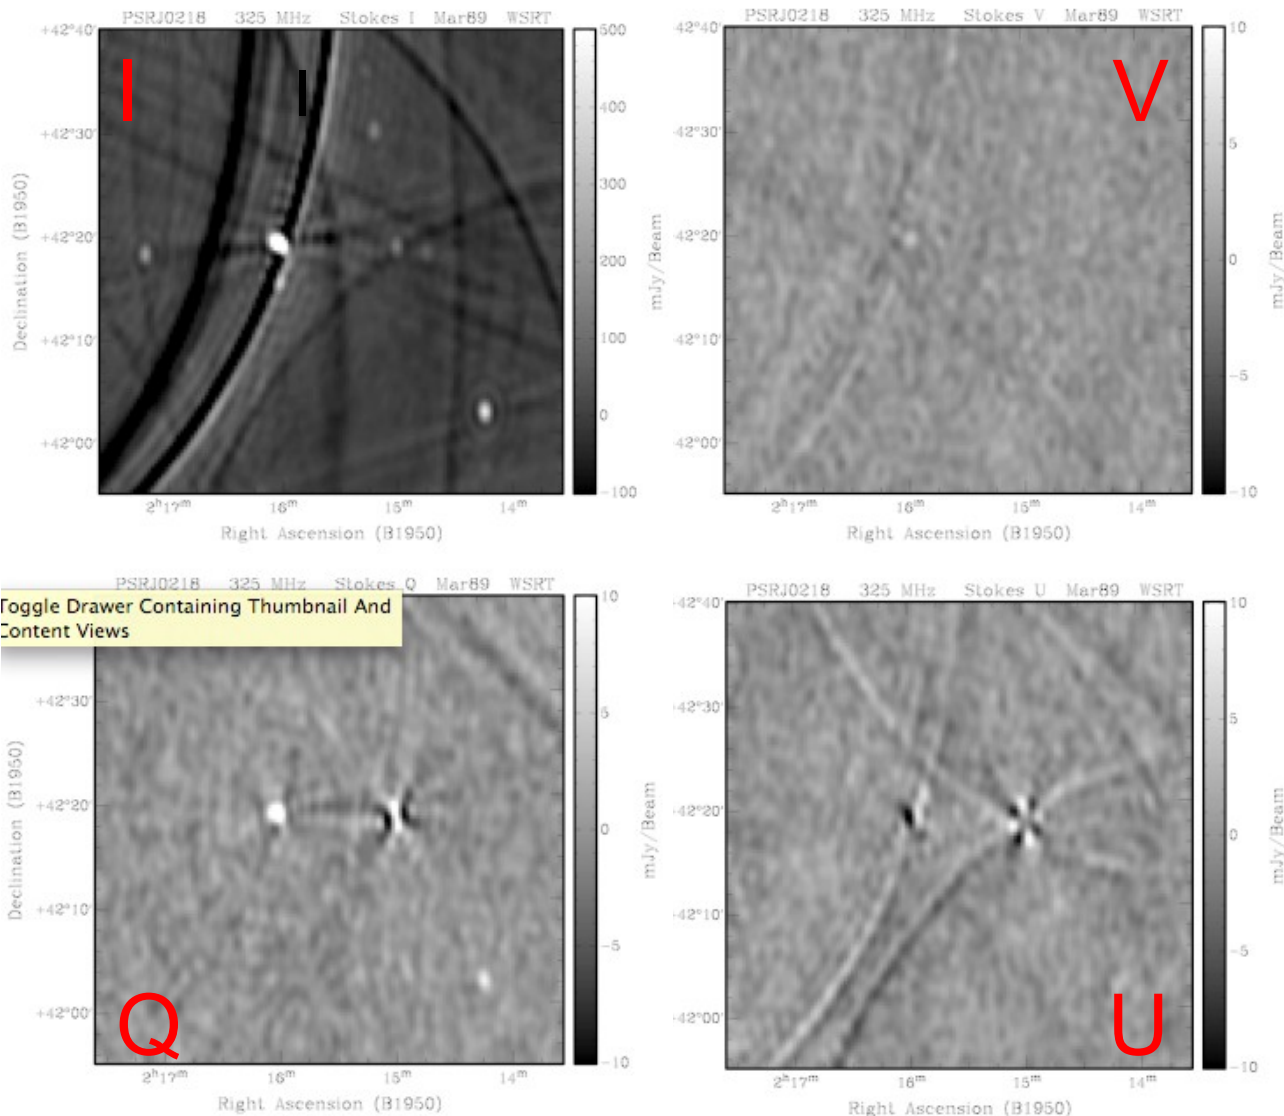 PSRJ0218 325 MHz Stokes I Mar89 WSRT
+42°40'
+42°30'
+42°20'
+42°10'
+42°00'
Declination (B1950)
I
I
500
400
300
200
100
0
-100
mJy/Beam
2ʰ17ᵐ
16ᵐ
15ᵐ
14ᵐ
Right Ascension (B1950)
PSRJ0218 325 MHz Stokes V Mar89 WSRT
42°40'
42°30'
42°20'
42°10'
42°00'
V
10
5
0
-5
-10
mJy/Beam
2ʰ17ᵐ
16ᵐ
15ᵐ
14ᵐ
Right Ascension (B1950)
PSRJ0218 325 MHz Stokes Q Mar89 WSRT
Toggle Drawer Containing Thumbnail And
Content Views
+42°30'
+42°20'
+42°10'
+42°00'
Declination (B1950)
Q
10
5
0
-5
-10
mJy/Beam
2ʰ17ᵐ
16ᵐ
15ᵐ
14ᵐ
Right Ascension (B1950)
PSRJ0218 325 MHz Stokes U Mar89 WSRT
42°40'
42°30'
42°20'
42°10'
42°00'
U
10
5
0
-5
-10
mJy/Beam
2ʰ17ᵐ
16ᵐ
15ᵐ
14ᵐ
Right Ascension (B1950)